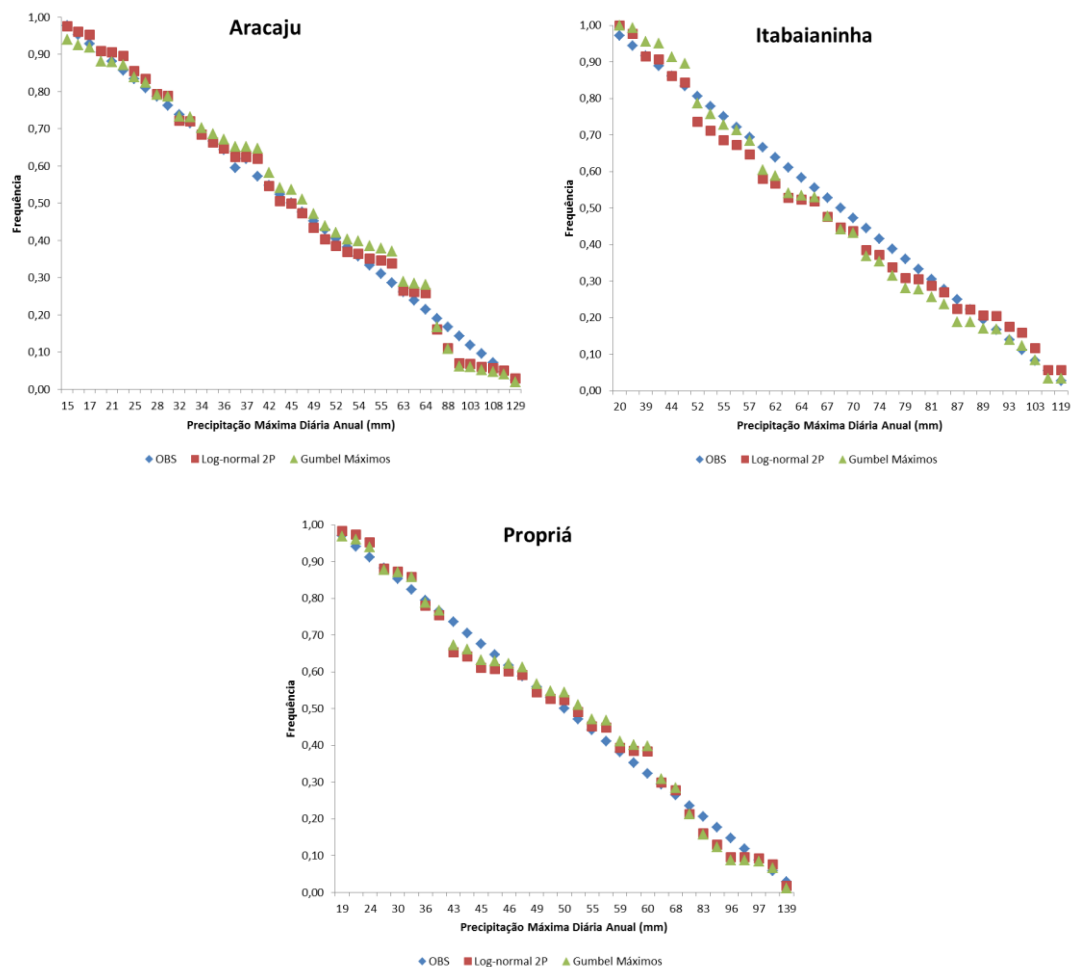 Aracaju
Frequência
1,00
0,90
0,80
0,70
0,60
0,50
0,40
0,30
0,20
0,10
0,00
15 17 21 25 28 32 34 36 37 42 45 49 52 54 55 63 64 88 103 108 129
Precipitação Máxima Diária Anual (mm)
OBS Log-normal 2P Gumbel Máximos
Itabaianinha
Frequência
1,00
0,90
0,80
0,70
0,60
0,50
0,40
0,30
0,20
0,10
0,00
20 39 44 52 55 57 62 64 67 70 74 79 81 87 89 93 103 119
Precipitação Máxima Diária Anual (mm)
OBS Log-normal 2P Gumbel Máximos
Propriá
Frequência
1,00
0,90
0,80
0,70
0,60
0,50
0,40
0,30
0,20
0,10
0,00
19 24 30 36 43 45 46 49 50 55 59 60 68 83 96 97 139
Precipitação Máxima Diária Anual (mm)
OBS Log-normal 2P Gumbel Máximos